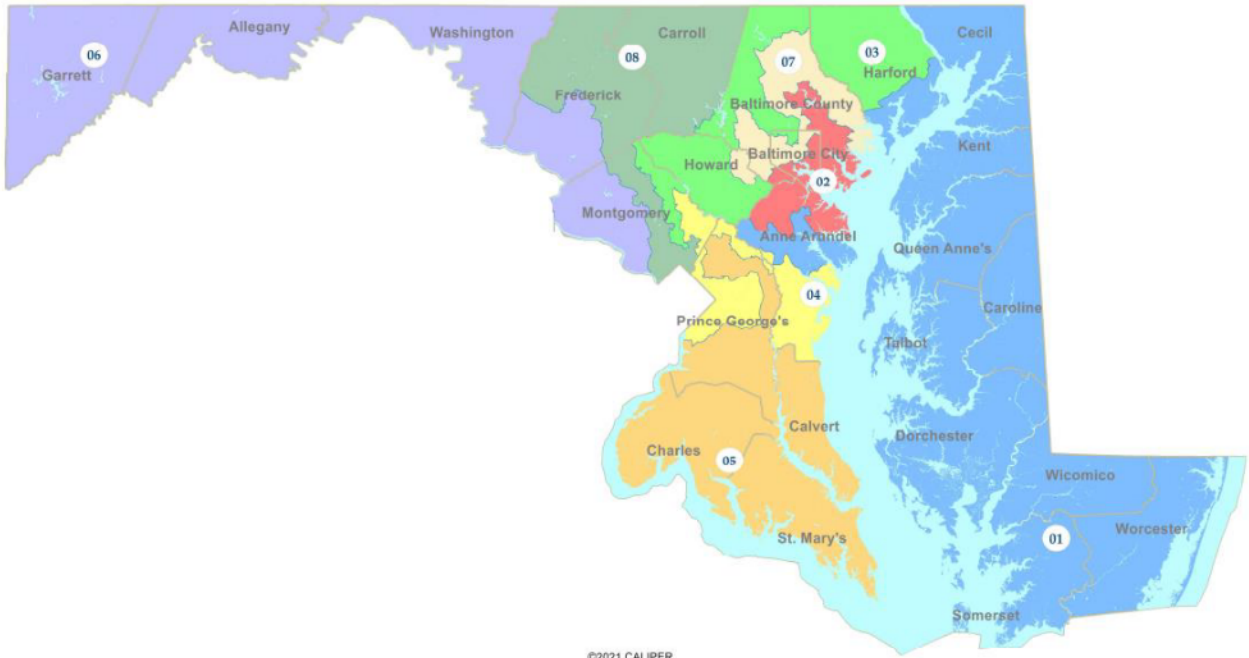 Allegany
Washington
Carroll
Cecil
06
08
07
03
Garrett
Harford
Frederick
Baltimore County
Kent
Baltimore City
Howard
02
Montgomery
Anne Arundel
Queen Anne's
04
Caroline
Prince George's
Talbot
Calvert
Dorchester
Charles
05
Wicomico
Worcester
St. Mary's
01
Somerset
©2021 CALIPER